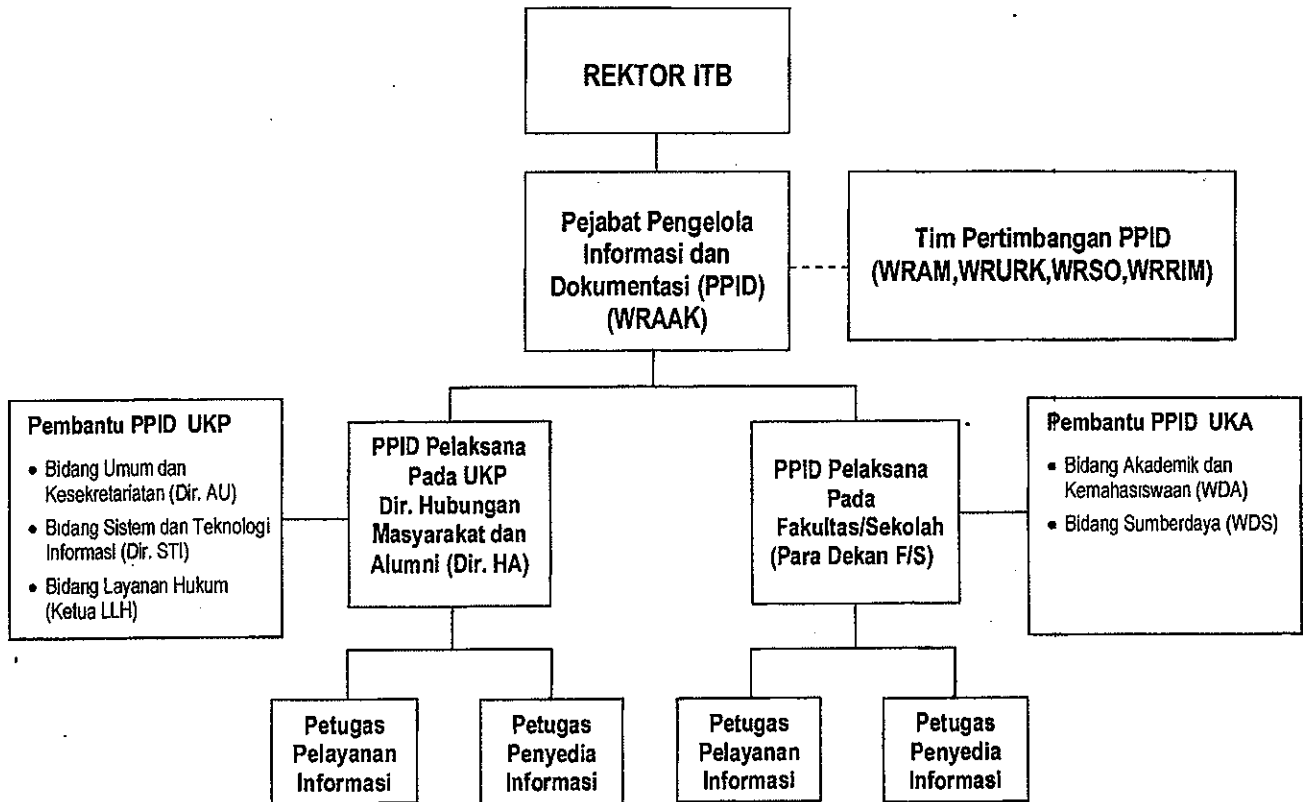 REKTOR ITB
Pejabat Pengelola
Informasi dan
Dokumentasi (PPID)
(WRAAK)
Tim Pertimbangan PPID
(WRAM,WRURK,WRSO,WRRIM)
Pembantu PPID UKP
• Bidang Umum dan
Kesekretariatan (Dir. AU)
• Bidang Sistem dan Teknologi
Informasi (Dir. STI)
• Bidang Layanan Hukum
(Ketua LLH)
PPID Pelaksana
Pada UKP
Dir. Hubungan
Masyarakat dan
Alumni (Dir. HA)
PPID Pelaksana
Pada
Fakultas/Sekolah
(Para Dekan F/S)
Pembantu PPID UKA
• Bidang Akademik dan
Kemahasiswaan (WDA)
• Bidang Sumberdaya (WDS)
Petugas
Pelayanan
Informasi
Petugas
Penyedia
Informasi
Petugas
Pelayanan
Informasi
Petugas
Penyedia
Informasi